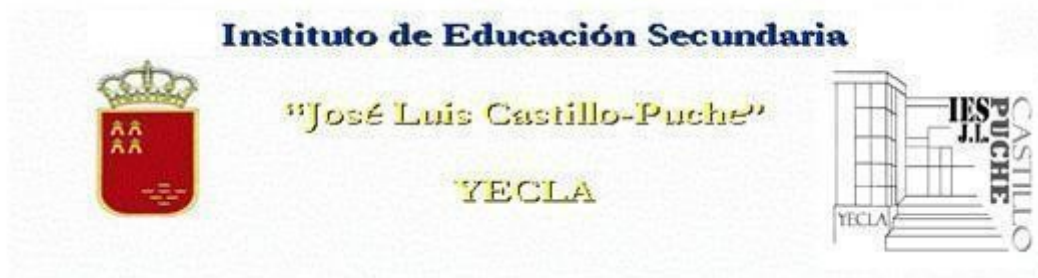 Instituto de Educación Secundaria
“José Luis Castillo-Puche”
YECLA
IES
J.L.
PUCHE
CASTILLO
YECLA